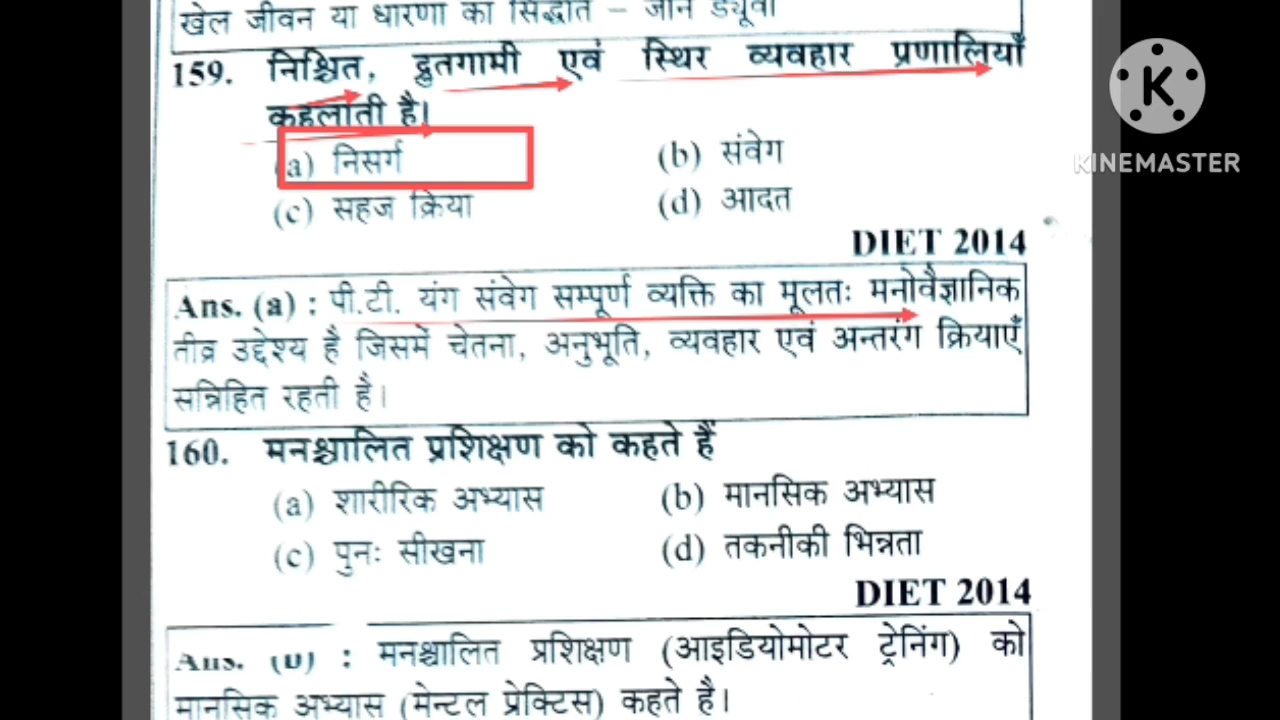 खेल जीवन या धारणा का सिद्धांत – जॉन ड्यूवी
159. निश्चित, द्रुतगामी एवं स्थिर व्यवहार प्रणालियाँ
कहलाती है।
(a) निसर्ग (b) संवेग
(c) सहज क्रिया (d) आदत
DIET 2014
Ans. (a) : पी.टी. यंग संवेग सम्पूर्ण व्यक्ति का मूलतः मनोवैज्ञानिक
तीव्र उद्देश्य है जिसमें चेतना, अनुभूति, व्यवहार एवं अन्तरंग क्रियाएँ
सन्निहित रहती है।
160. मनश्चालित प्रशिक्षण को कहते हैं
(a) शारीरिक अभ्यास (b) मानसिक अभ्यास
(c) पुनः सीखना (d) तकनीकी भिन्नता
DIET 2014
Ans. (b) : मनश्चालित प्रशिक्षण (आइडियोमोटर ट्रेनिंग) को
मानसिक अभ्यास (मेन्टल प्रेक्टिस) कहते है।
K
KINEMASTER